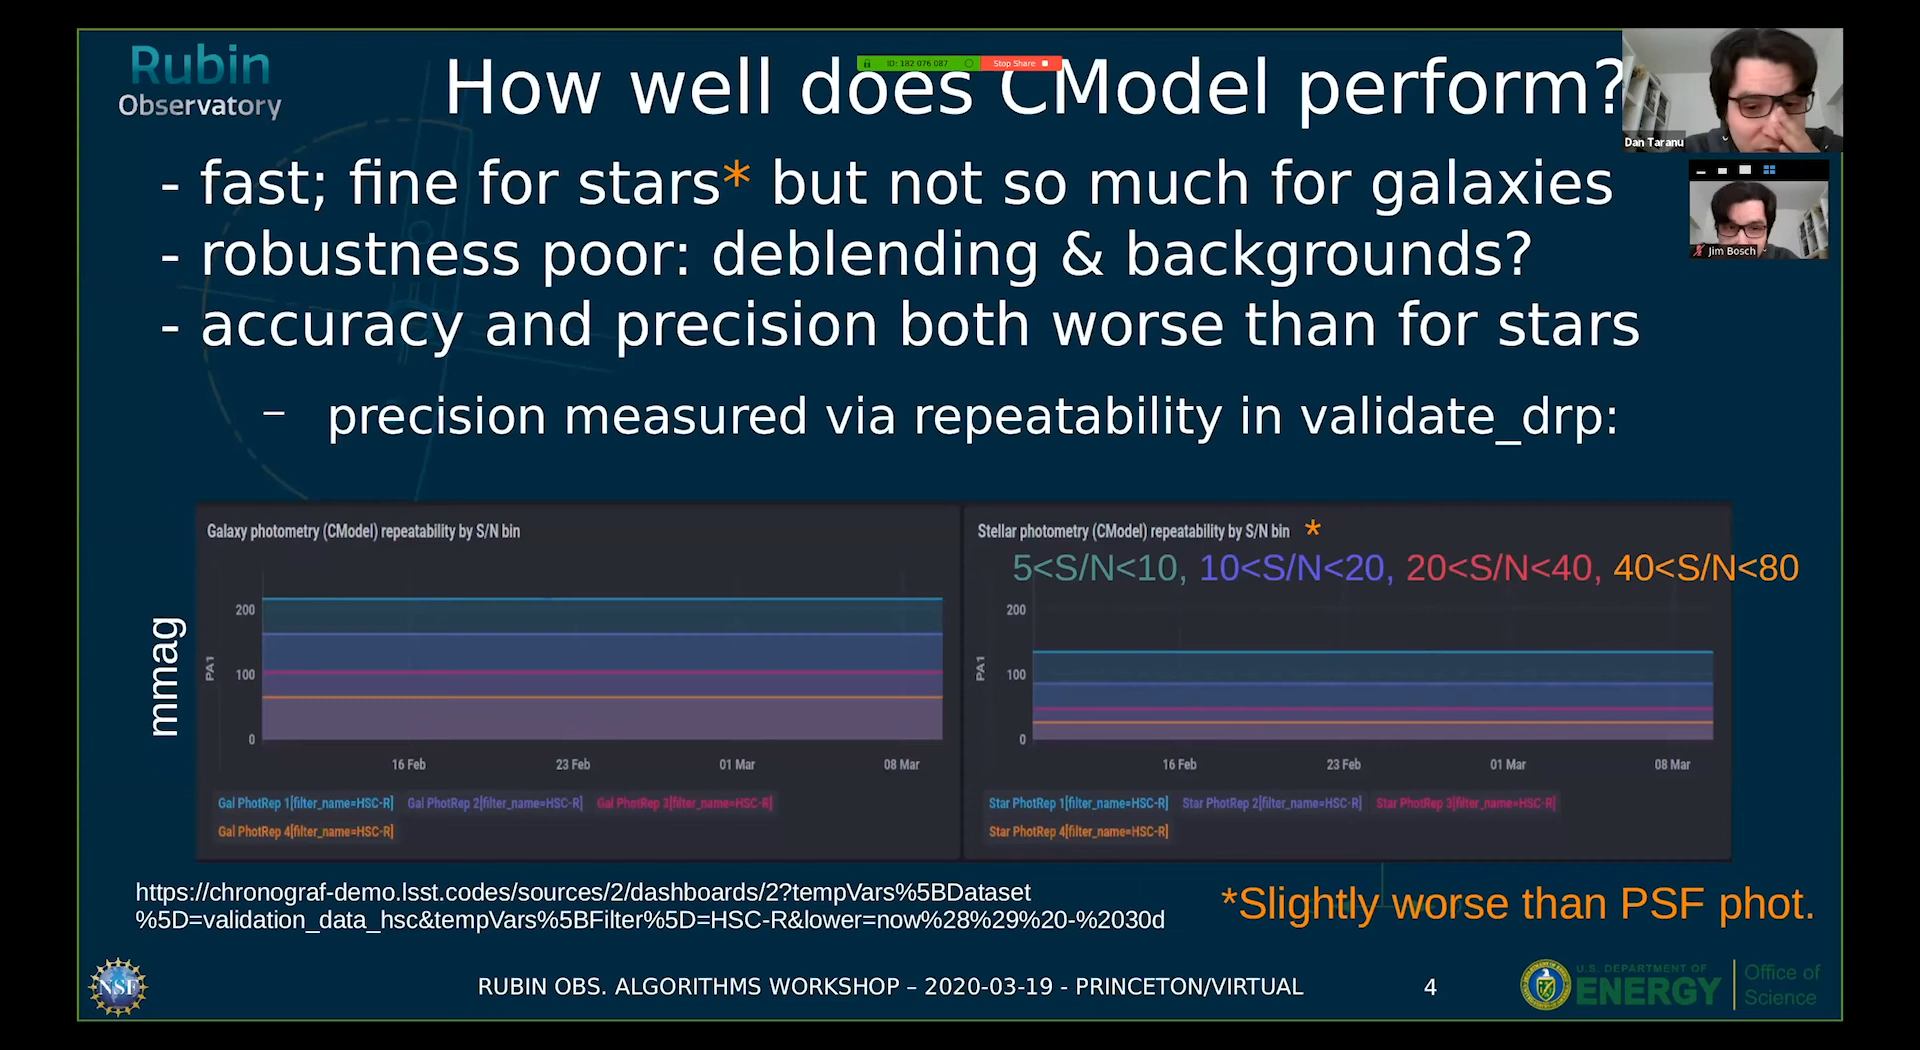 Rubin
Observatory
How well does CModel perform?
ID: 182 076 087
Stop Share
Dan Taranu
Jim Bosch
- fast; fine for stars* but not so much for galaxies
- robustness poor: deblending & backgrounds?
- accuracy and precision both worse than for stars
– precision measured via repeatability in validate_drp:
mmag
Galaxy photometry (CModel) repeatability by S/N bin
PA1
200
100
0
16 Feb 23 Feb 01 Mar 08 Mar
Gal PhotRep 1[filter_name=HSC-R] Gal PhotRep 2[filter_name=HSC-R] Gal PhotRep 3[filter_name=HSC-R]
Gal PhotRep 4[filter_name=HSC-R]
Stellar photometry (CModel) repeatability by S/N bin *
5<S/N<10, 10<S/N<20, 20<S/N<40, 40<S/N<80
PA1
200
100
0
16 Feb 23 Feb 01 Mar 08 Mar
Star PhotRep 1[filter_name=HSC-R] Star PhotRep 2[filter_name=HSC-R] Star PhotRep 3[filter_name=HSC-R]
Star PhotRep 4[filter_name=HSC-R]
https://chronograf-demo.lsst.codes/sources/2/dashboards/2?tempVars%5BDataset
%5D=validation_data_hsc&tempVars%5BFilter%5D=HSC-R&lower=now%28%29%20-%2030d
*Slightly worse than PSF phot.
NSF
RUBIN OBS. ALGORITHMS WORKSHOP – 2020-03-19 - PRINCETON/VIRTUAL
4
U.S. DEPARTMENT OF
ENERGY
Office of
Science